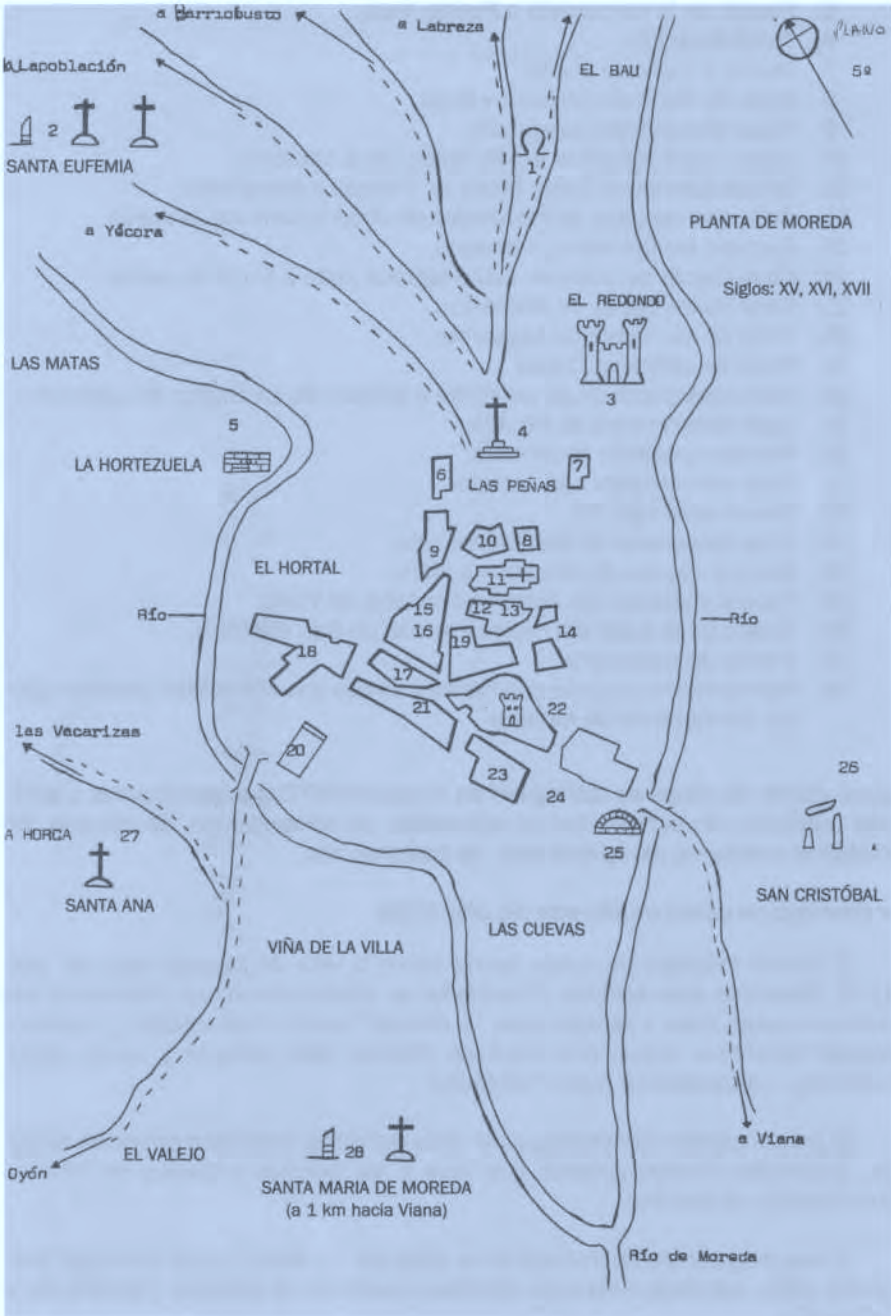 a Barriobusto
a Labraza
PLANO
5º
EL BAU
a Lapoblación
2
1
SANTA EUFEMIA
PLANTA DE MOREDA
a Yécora
Siglos: XV, XVI, XVII
EL REDONDO
LAS MATAS
3
4
5
LA HORTEZUELA
6
LAS PEÑAS
7
9
10
8
EL HORTAL
11
Río
15
12
13
Río
16
14
19
18
17
21
22
las Vacarizas
20
23
26
24
A HORCA
27
25
SANTA ANA
SAN CRISTÓBAL
VIÑA DE LA VILLA
LAS CUEVAS
a Viana
EL VALEJO
28
Oyón
SANTA MARIA DE MOREDA
(a 1 km hacia Viana)
Río de Moreda